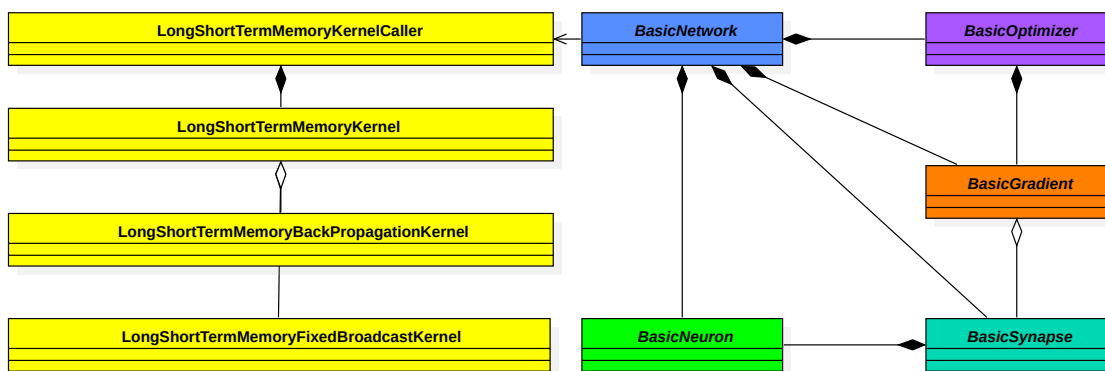 LongShortTermMemoryKernelCaller
BasicNetwork
BasicOptimizer
LongShortTermMemoryKernel
BasicGradient
LongShortTermMemoryBackPropagationKernel
LongShortTermMemoryFixedBroadcastKernel
BasicNeuron
BasicSynapse